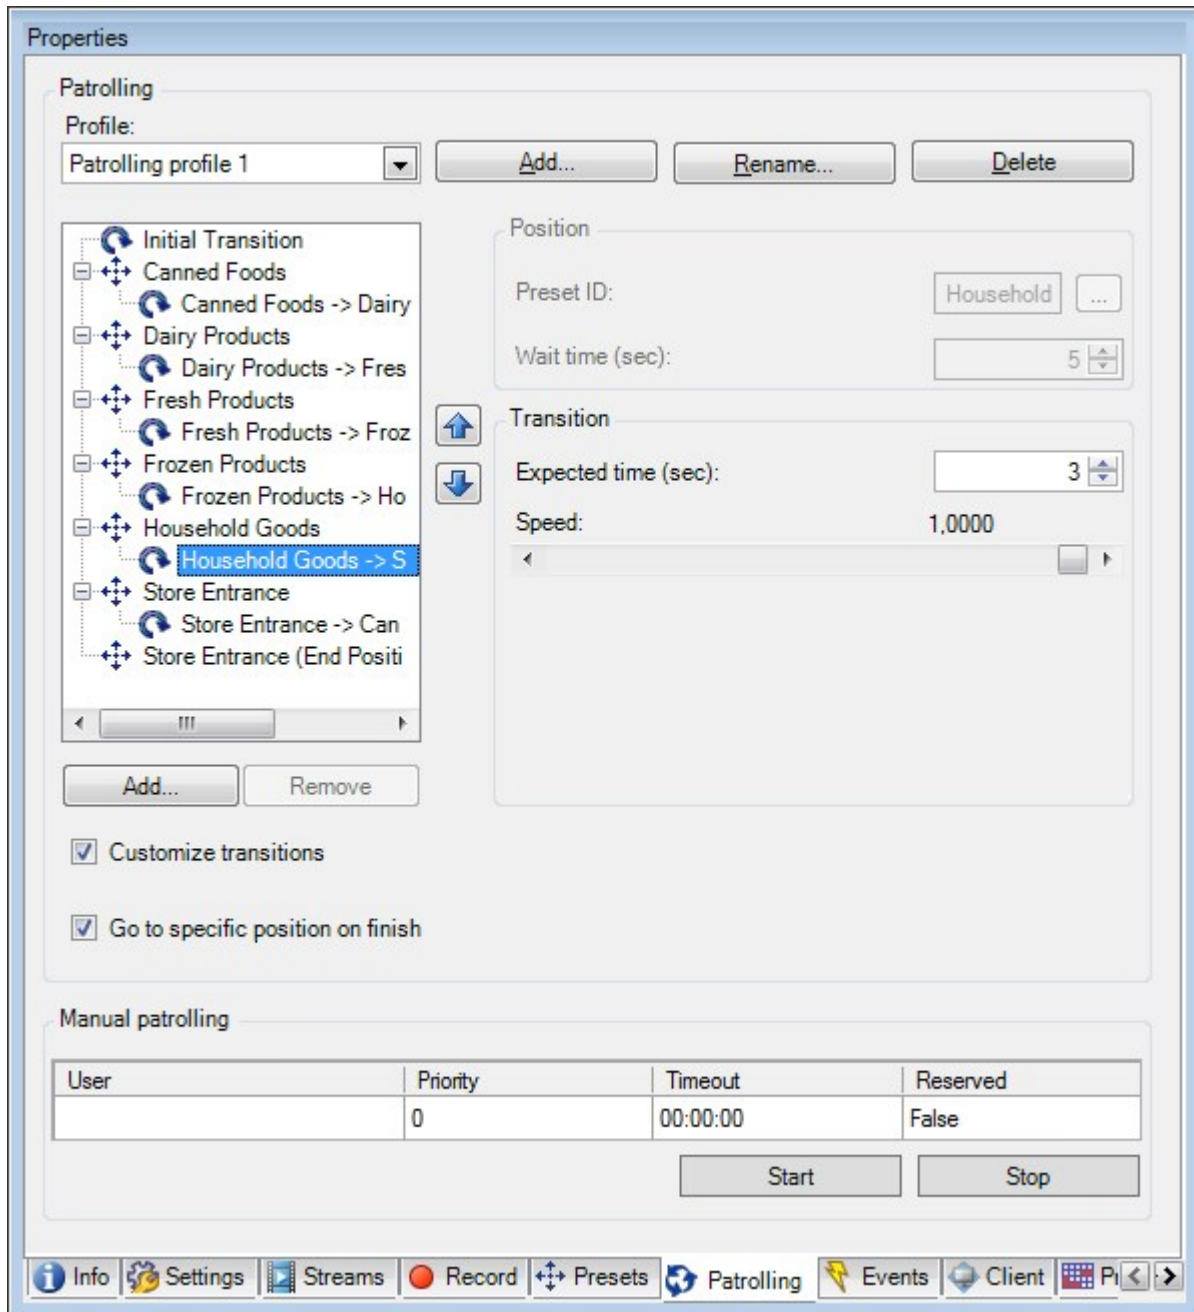 Properties
Patrolling
Profile:
Patrolling profile 1
Add...
Rename...
Delete
Initial Transition
Canned Foods
Canned Foods -> Dairy
Dairy Products
Dairy Products -> Fres
Fresh Products
Fresh Products -> Froz
Frozen Products
Frozen Products -> Ho
Household Goods
Household Goods -> S
Store Entrance
Store Entrance -> Can
Store Entrance (End Positi
Add...
Remove
Position
Preset ID:
Household
...
Wait time (sec):
5
Transition
Expected time (sec):
3
Speed:
1,0000
Customize transitions
Go to specific position on finish
Manual patrolling
User Priority Timeout Reserved
0 00:00:00 False
Start
Stop
Info Settings Streams Record Presets Patrolling Events Client